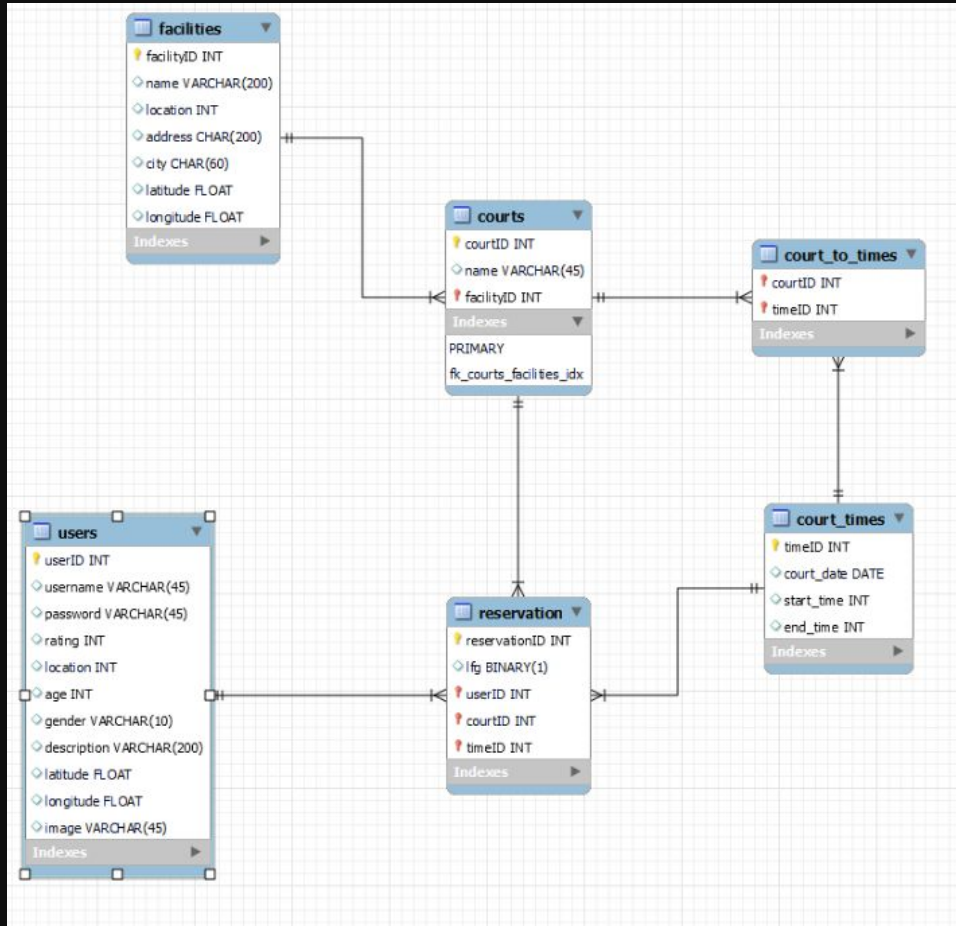 facilities
facilityID INT
name VARCHAR(200)
location INT
address CHAR(200)
city CHAR(60)
latitude FLOAT
longitude FLOAT
Indexes
courts
courtID INT
name VARCHAR(45)
facilityID INT
Indexes
PRIMARY
fk_courts_facilities_idx
court_to_times
courtID INT
timeID INT
Indexes
users
userID INT
username VARCHAR(45)
password VARCHAR(45)
rating INT
location INT
age INT
gender VARCHAR(10)
description VARCHAR(200)
latitude FLOAT
longitude FLOAT
image VARCHAR(45)
Indexes
reservation
reservationID INT
lfg BINARY(1)
userID INT
courtID INT
timeID INT
Indexes
court_times
timeID INT
court_date DATE
start_time INT
end_time INT
Indexes